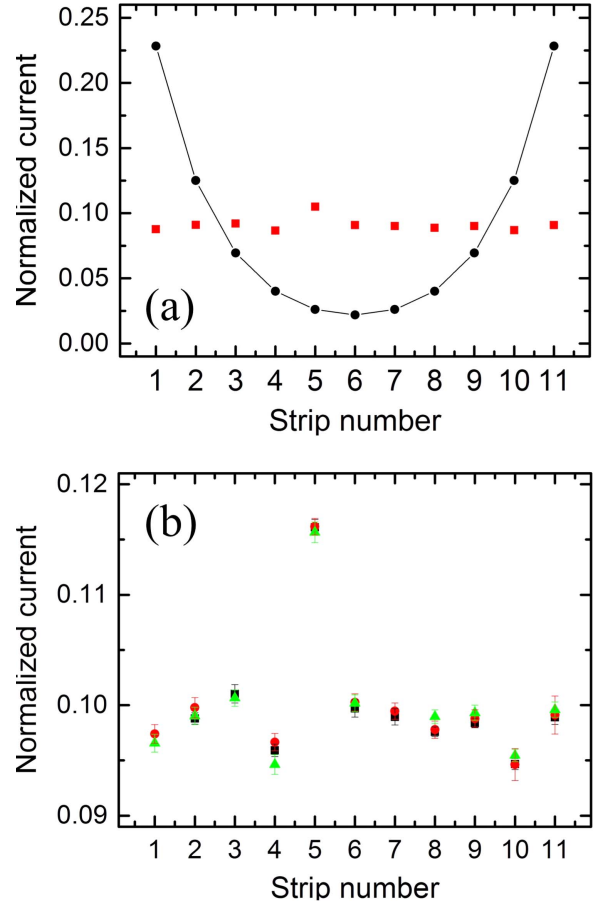 0.25
0.20
0.15
0.10
0.05
0.00
Normalized current
(a)
1 2 3 4 5 6 7 8 9 10 11
Strip number
0.12
0.11
0.10
0.09
Normalized current
(b)
1 2 3 4 5 6 7 8 9 10 11
Strip number